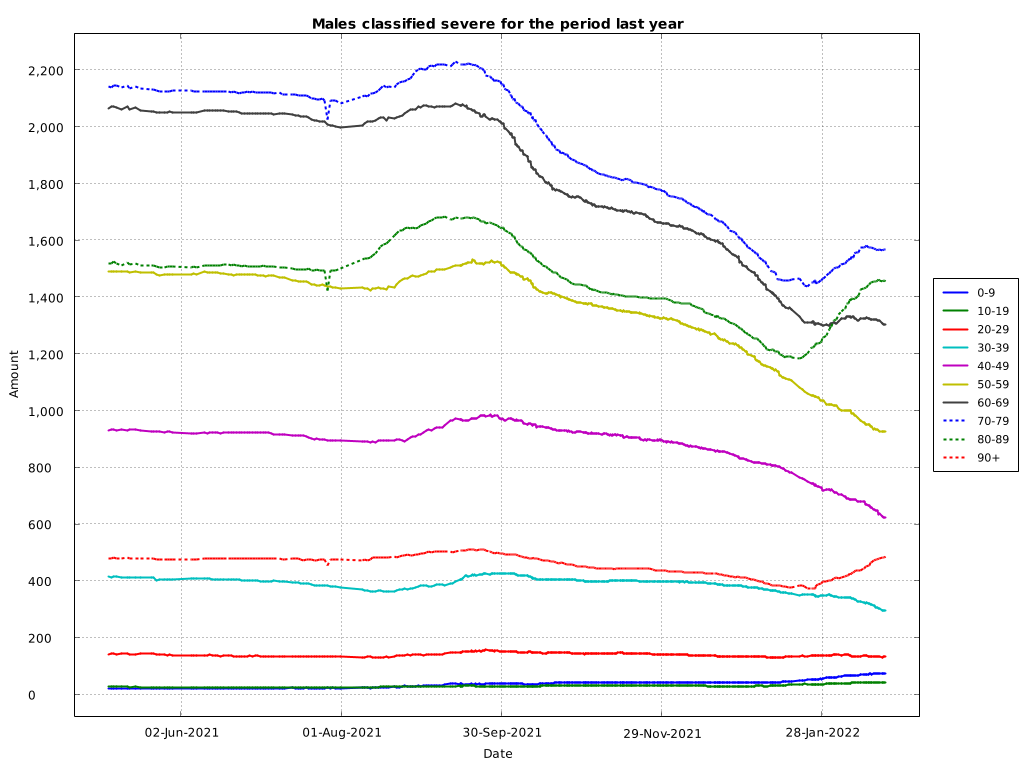 Males classified severe for the period last year
2,200
2,000
1,800
1,600
1,400
1,200
1,000
800
600
400
200
0
Amount
02-Jun-2021
01-Aug-2021
30-Sep-2021
29-Nov-2021
28-Jan-2022
Date
0-9
10-19
20-29
30-39
40-49
50-59
60-69
70-79
80-89
90+